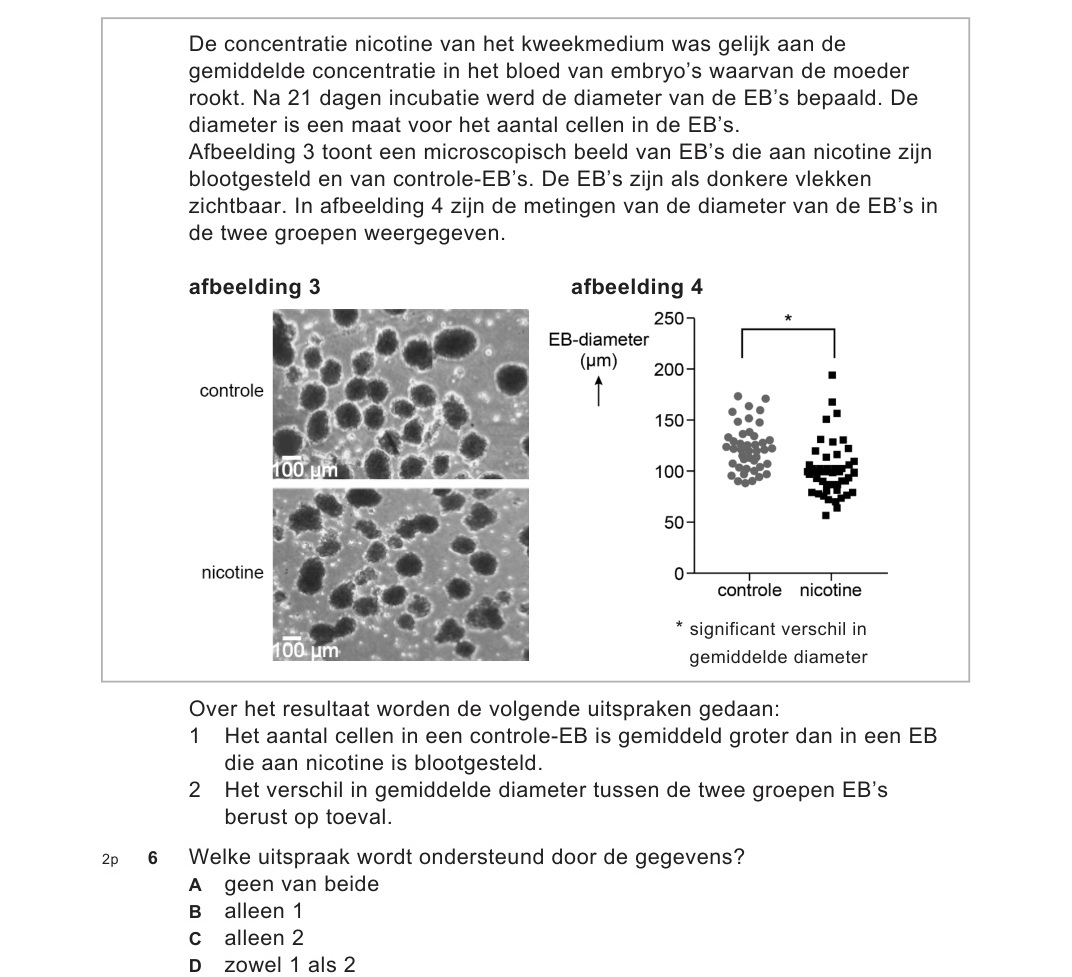 De concentratie nicotine van het kweekmedium was gelijk aan de
gemiddelde concentratie in het bloed van embryo’s waarvan de moeder
rookt. Na 21 dagen incubatie werd de diameter van de EB’s bepaald. De
diameter is een maat voor het aantal cellen in de EB’s.
Afbeelding 3 toont een microscopisch beeld van EB’s die aan nicotine zijn
blootgesteld en van controle-EB’s. De EB’s zijn als donkere vlekken
zichtbaar. In afbeelding 4 zijn de metingen van de diameter van de EB’s in
de twee groepen weergegeven.
afbeelding 3
controle
100 µm
nicotine
100 µm
afbeelding 4
EB-diameter
(µm)
250
200
150
100
50
0
*
controle nicotine
* significant verschil in
gemiddelde diameter
Over het resultaat worden de volgende uitspraken gedaan:
1 Het aantal cellen in een controle-EB is gemiddeld groter dan in een EB
die aan nicotine is blootgesteld.
2 Het verschil in gemiddelde diameter tussen de twee groepen EB’s
berust op toeval.
2p 6 Welke uitspraak wordt ondersteund door de gegevens?
A geen van beide
B alleen 1
C alleen 2
D zowel 1 als 2